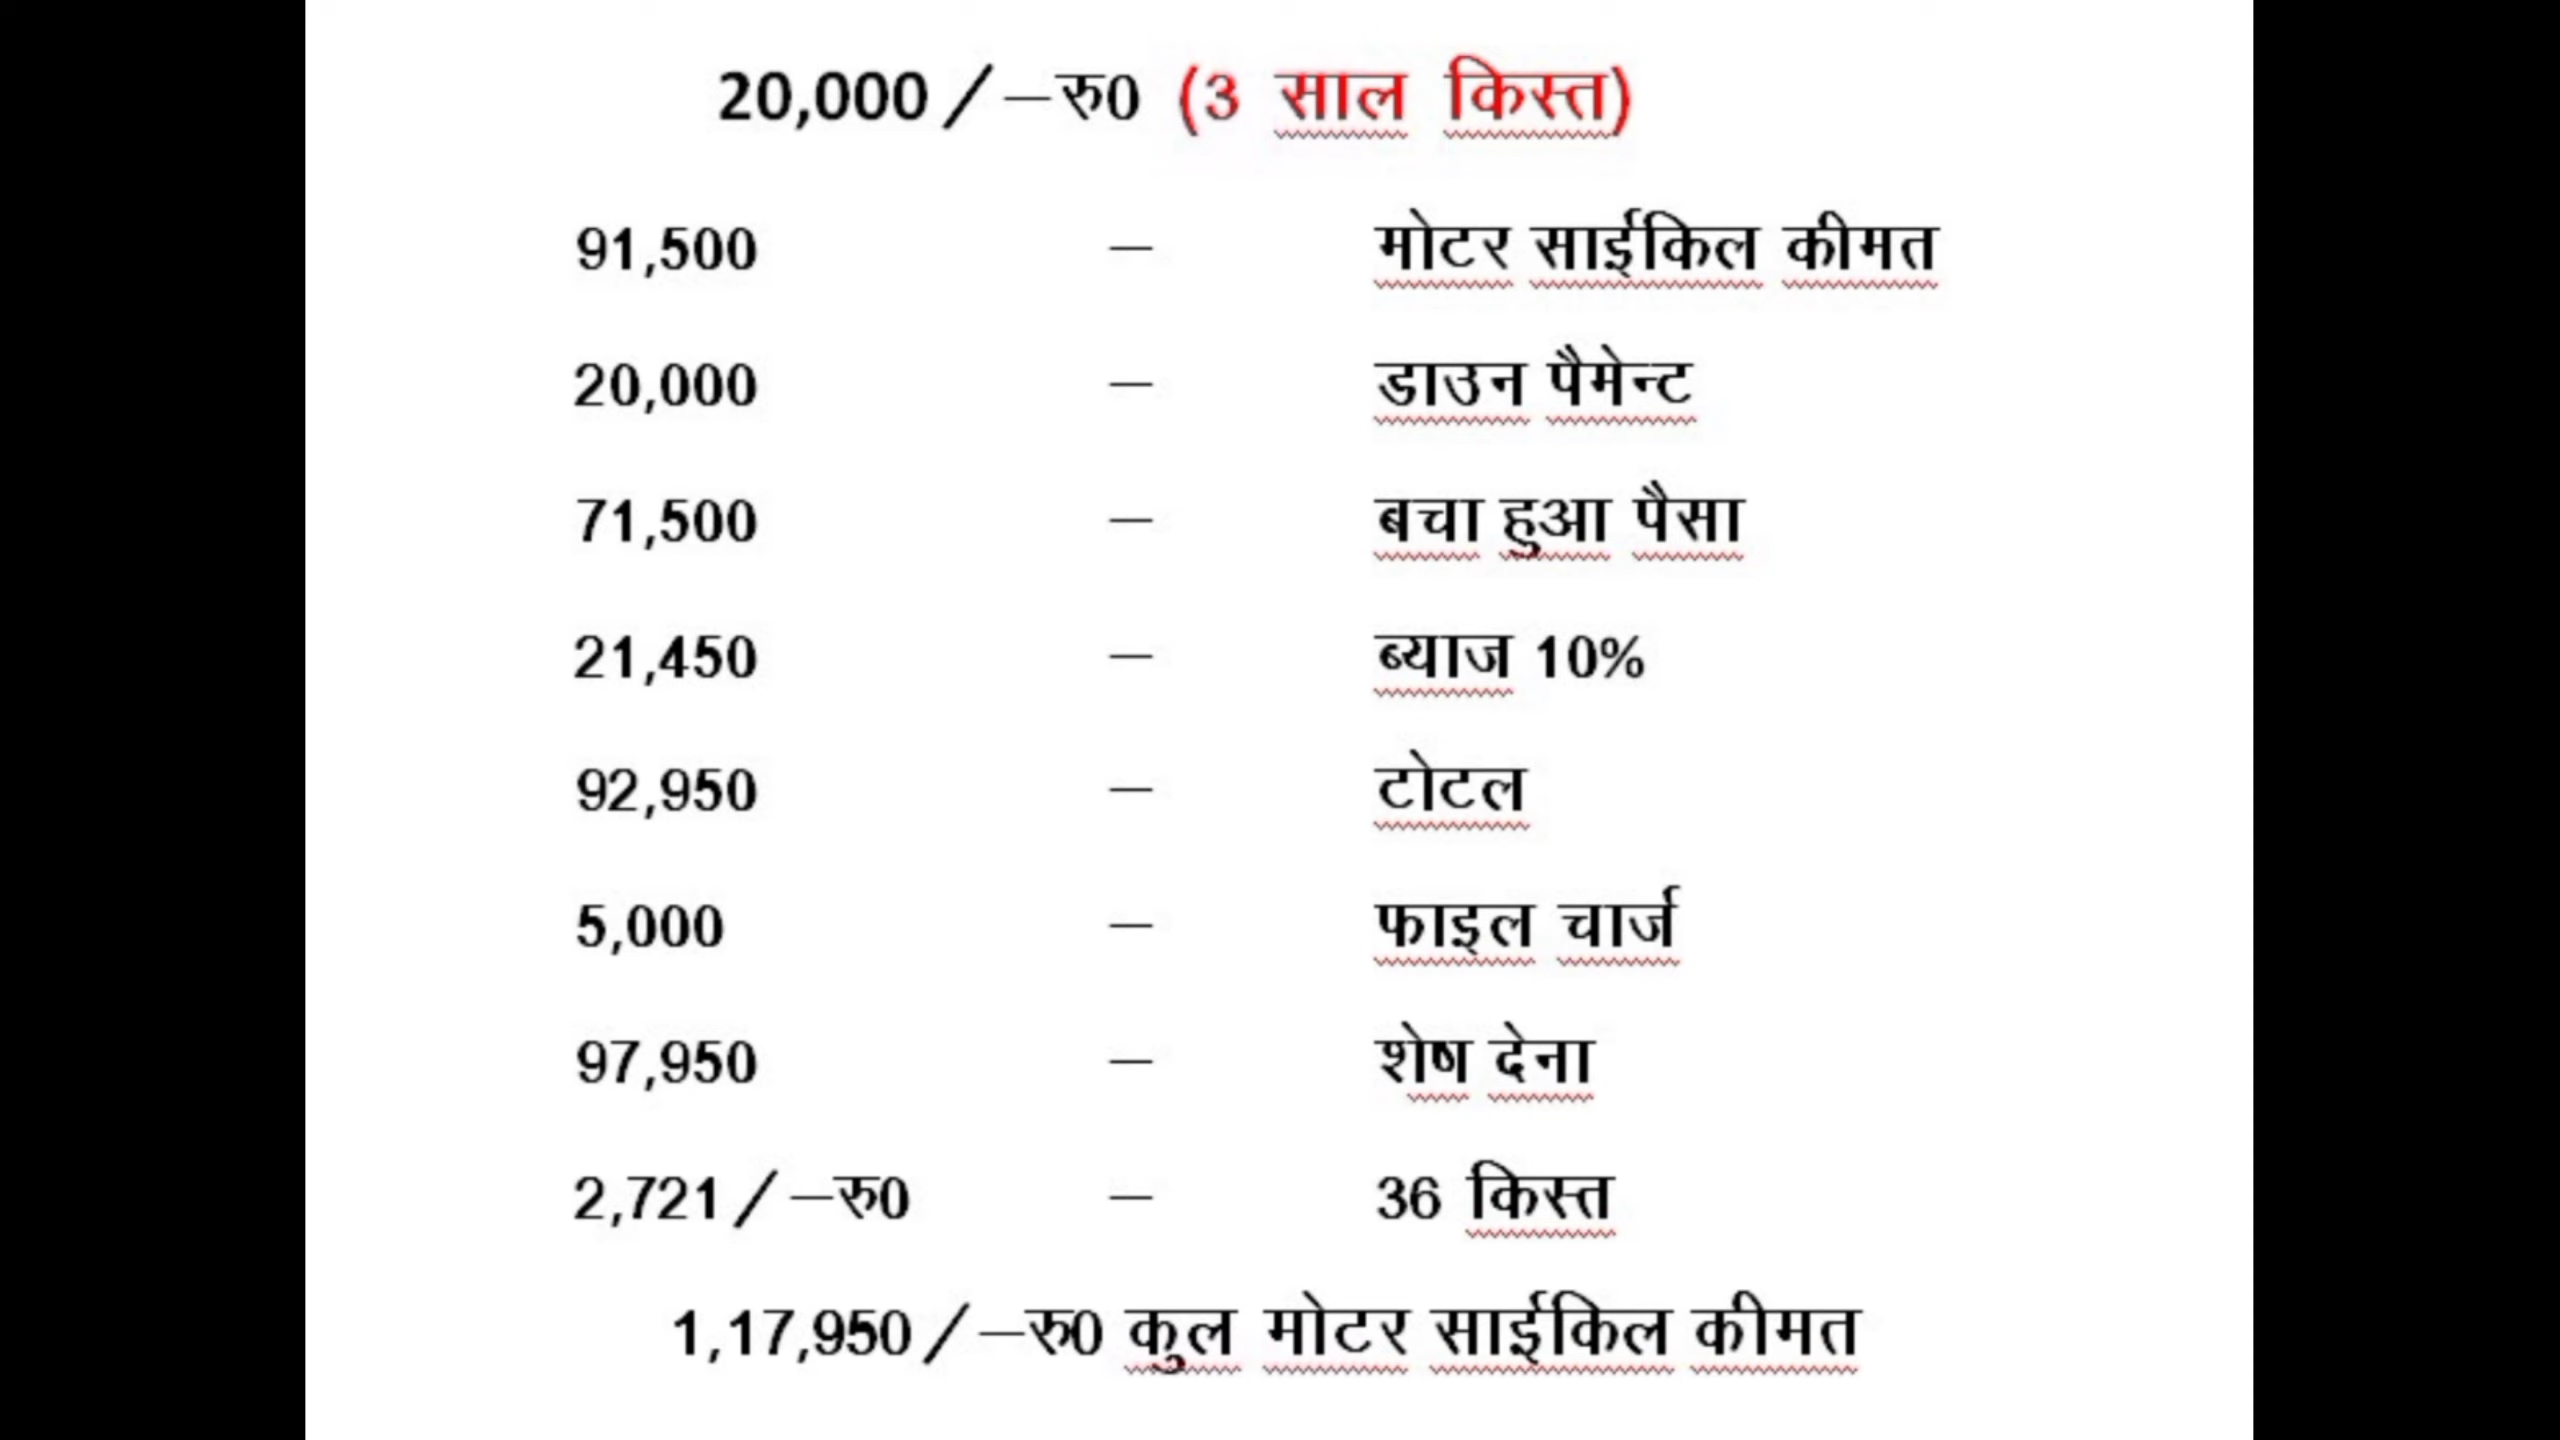 20,000/–रु0 (3 साल किस्त)
91,500 – मोटर साईकिल कीमत
20,000 – डाउन पैमेन्ट
71,500 – बचा हुआ पैसा
21,450 – ब्याज 10%
92,950 – टोटल
5,000 – फाइल चार्ज
97,950 – शेष देना
2,721/–रु0 – 36 किस्त
1,17,950/–रु0 कुल मोटर साईकिल कीमत